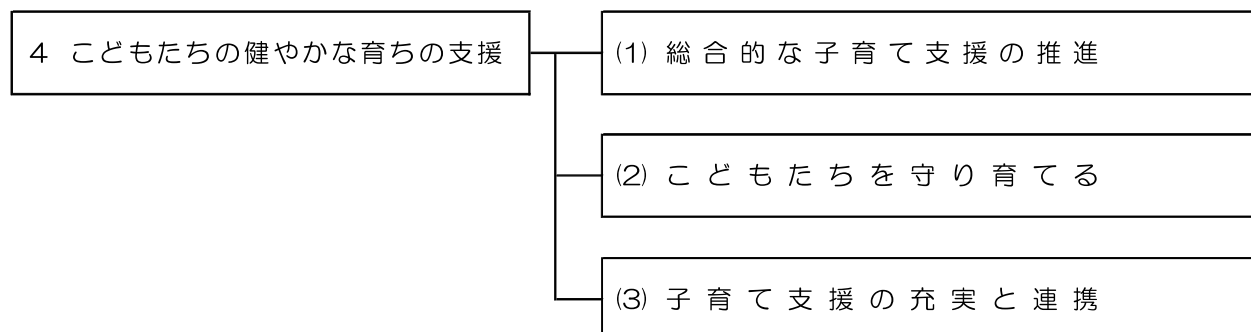 4 こどもたちの健やかな育ちの支援
(1) 総合的な子育て支援の推進
(2) こどもたちを守り育てる
(3) 子育て支援の充実と連携